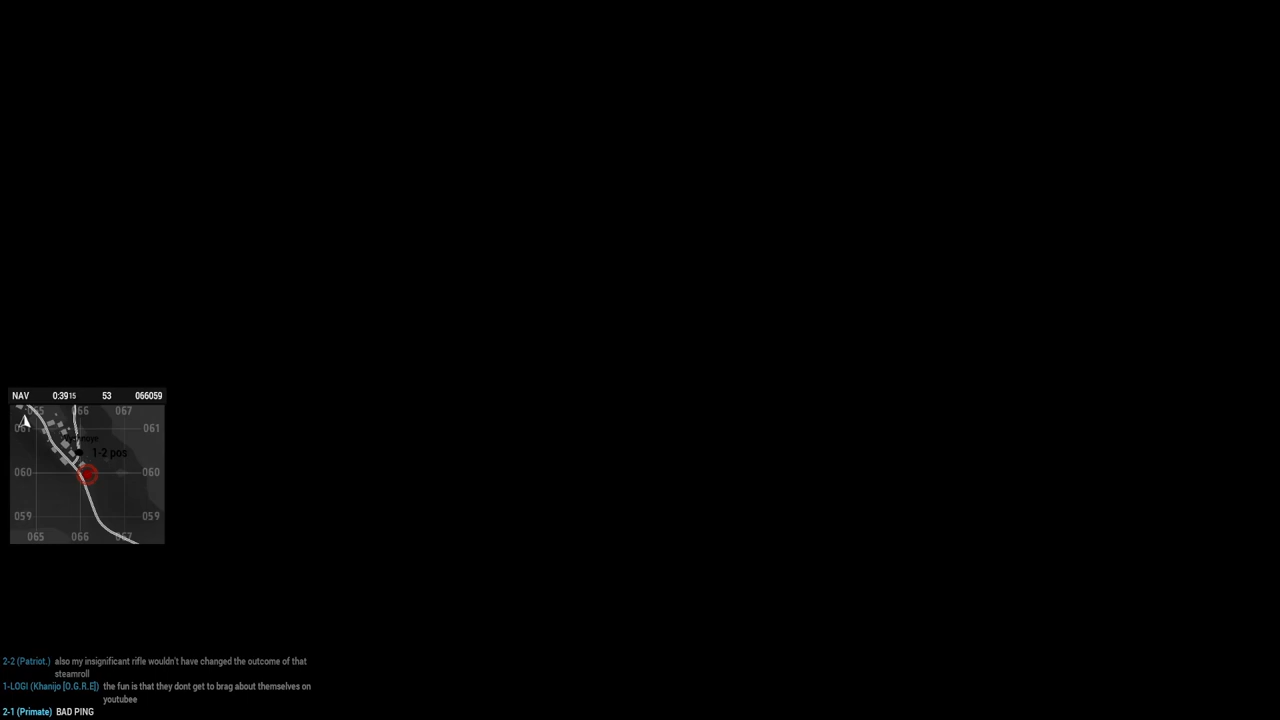 NAV 0:39 15 53 066059
065 066 067
061 061
1-2 pos
060 060
059 059
065 066 067
2-2 (Patriot.) also my insignificant rifle wouldn't have changed the outcome of that
steamroll
1-LOGI (Khanijo [O.G.R.E]) the fun is that they dont get to brag about themselves on
youtubee
2-1 (Primate) BAD PING